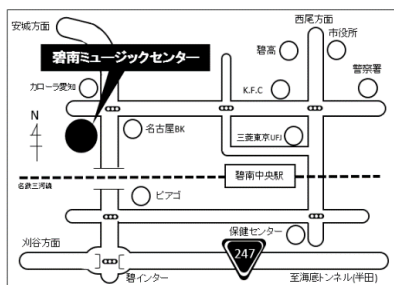 安城方面
西尾方面
市役所
碧高
碧南ミュージックセンター
警察署
カローラ愛知
K.F.C
N
名古屋BK
三菱東京UFJ
碧南中央駅
名鉄三河線
ピアゴ
保健センター
刈谷方面
247
碧インター
至海底トンネル(半田)